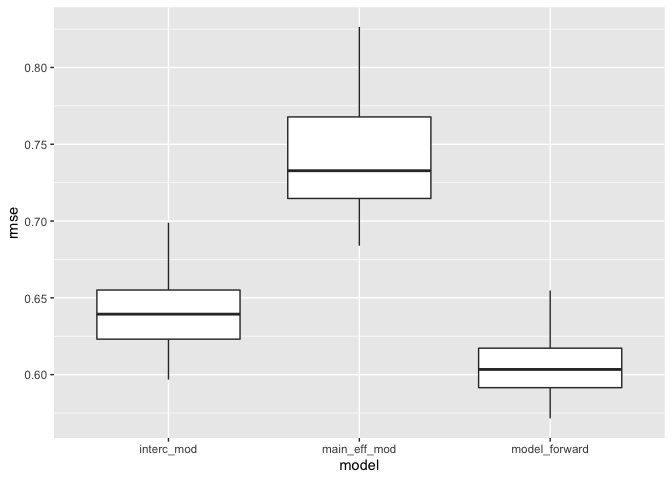 rmse
0.80
0.75
0.70
0.65
0.60
interc_mod
main_eff_mod
model_forward
model